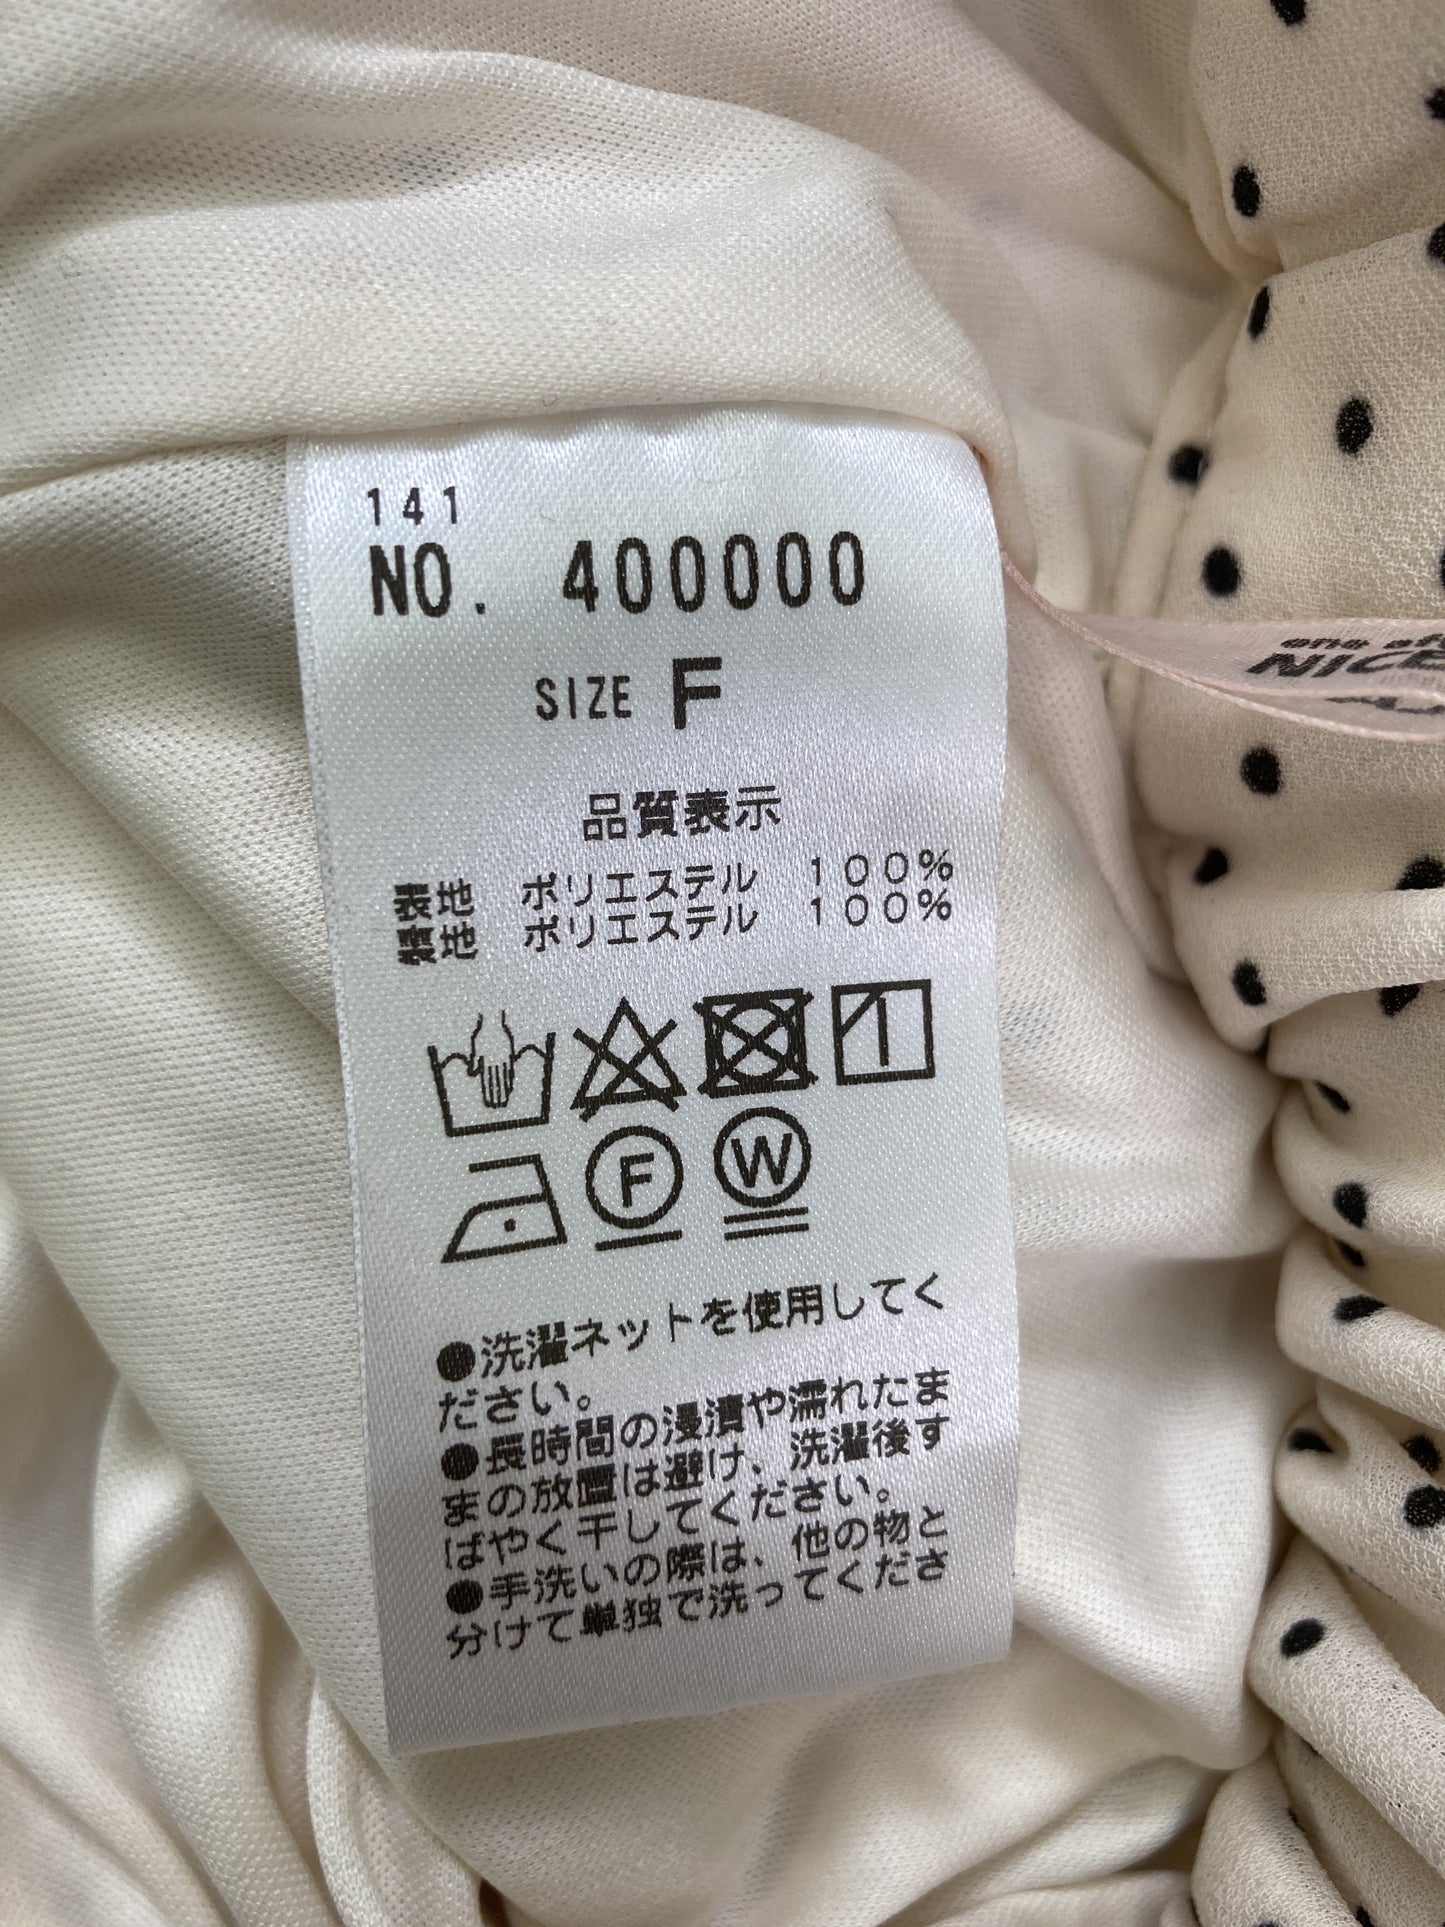 141
NO. 400000
SIZE F
品質表示
表地 ポリエステル 100%
裏地 ポリエステル 100%
F W
●洗濯ネットを使用してく
ださい。
●長時間の浸漬や濡れたま
まの放置は避け、洗濯後す
ばやく干してください。
●手洗いの際は、他の物と
分けて単独で洗ってくださ
one
NICE